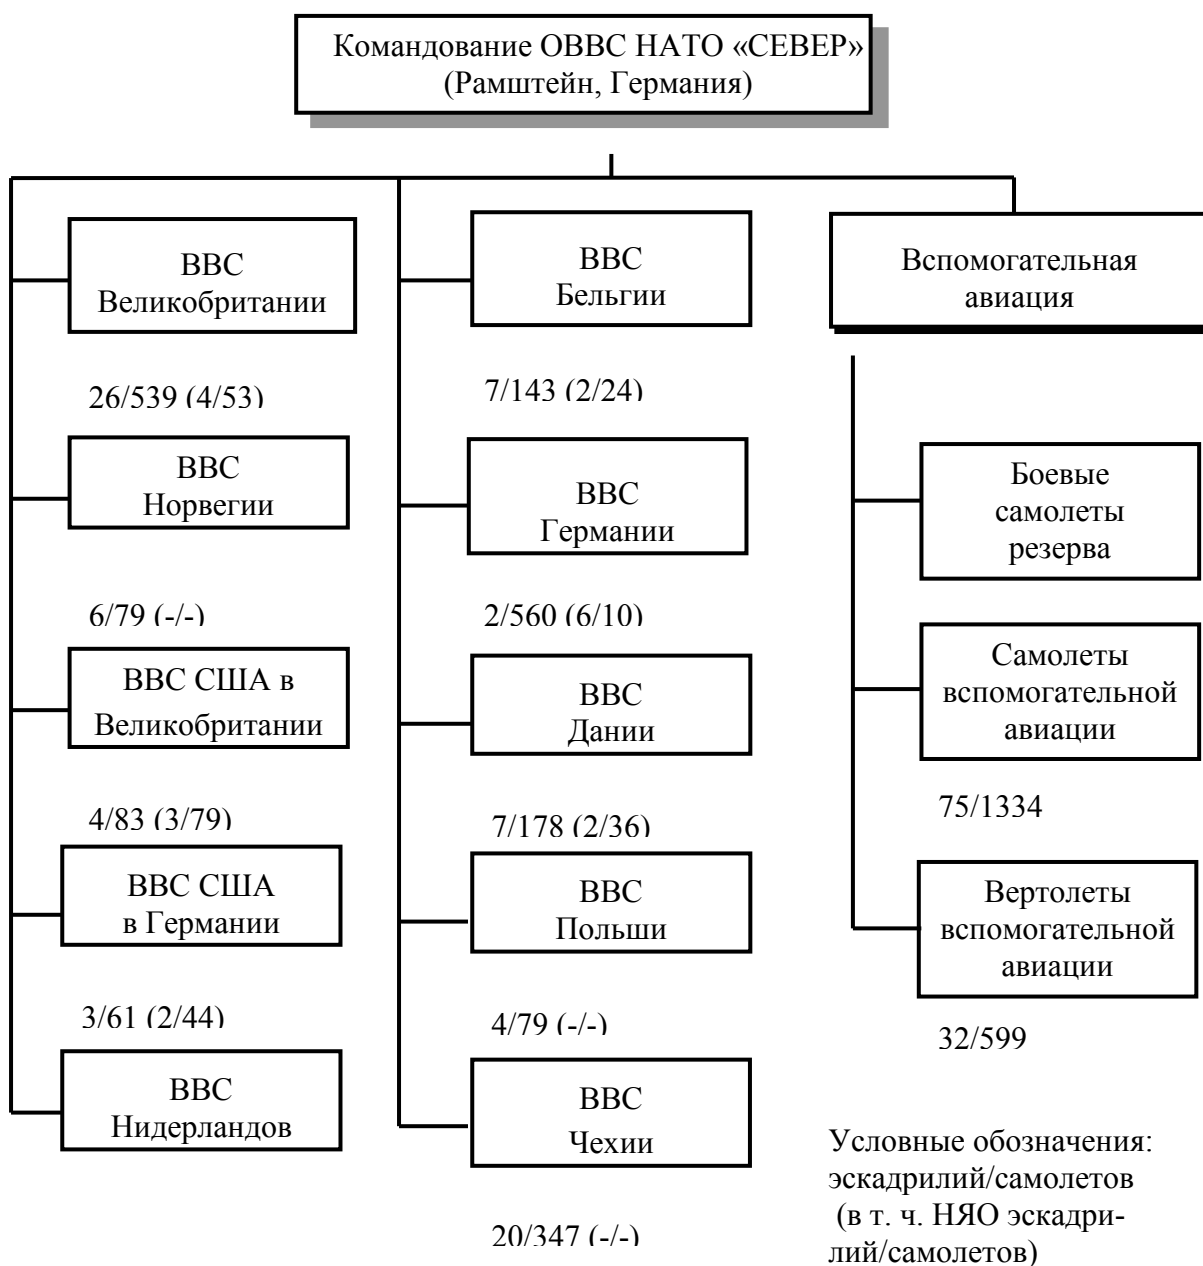 Командование ОВВС НАТО «СЕВЕР»
(Рамштейн, Германия)
ВВС
Великобритании
26/539 (4/53)
ВВС
Норвегии
6/79 (-/-)
ВВС США в
Великобритании
4/83 (3/79)
ВВС США
в Германии
3/61 (2/44)
ВВС
Нидерландов
ВВС
Бельгии
7/143 (2/24)
ВВС
Германии
2/560 (6/10)
ВВС
Дании
7/178 (2/36)
ВВС
Польши
4/79 (-/-)
ВВС
Чехии
20/347 (-/-)
Вспомогательная
авиация
Боевые
самолеты
резерва
Самолеты
вспомогательной
авиации
75/1334
Вертолеты
вспомогательной
авиации
32/599
Условные обозначения:
эскадрилий/самолетов
(в т. ч. НЯО эскадри-
лий/самолетов)